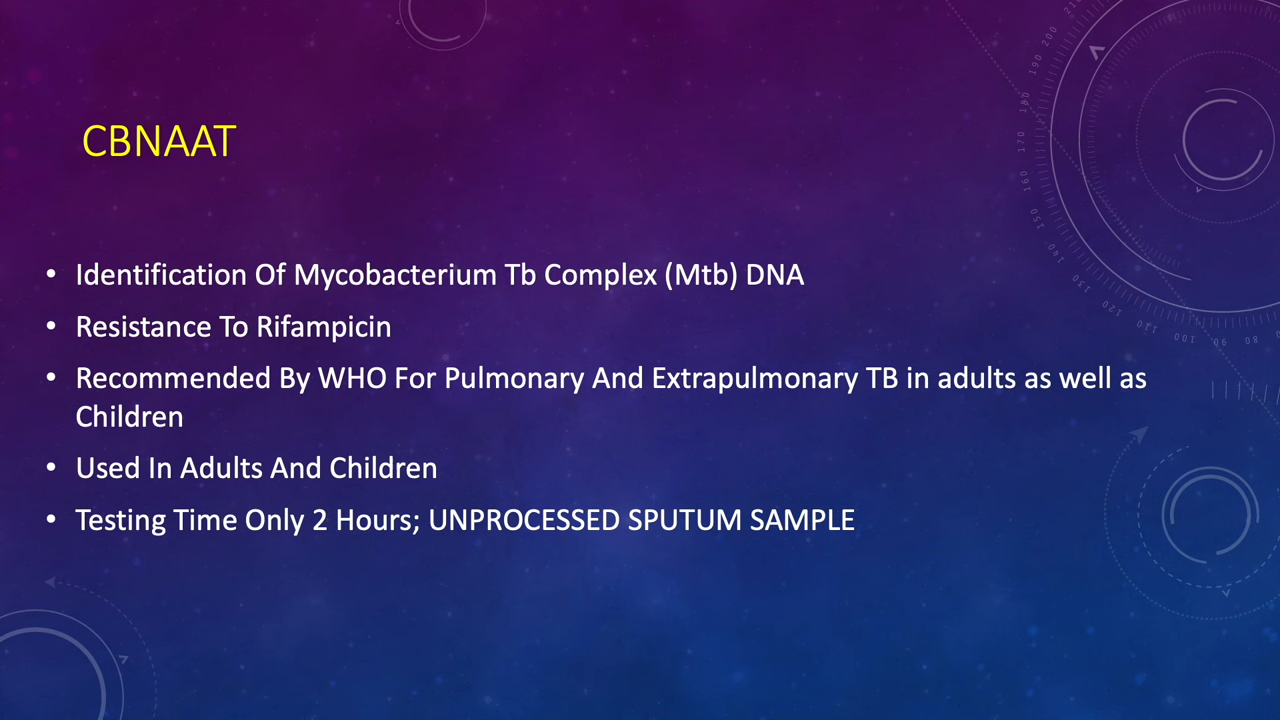 CBNAAT
• Identification Of Mycobacterium Tb Complex (Mtb) DNA
• Resistance To Rifampicin
• Recommended By WHO For Pulmonary And Extrapulmonary TB in adults as well as
Children
• Used In Adults And Children
• Testing Time Only 2 Hours; UNPROCESSED SPUTUM SAMPLE